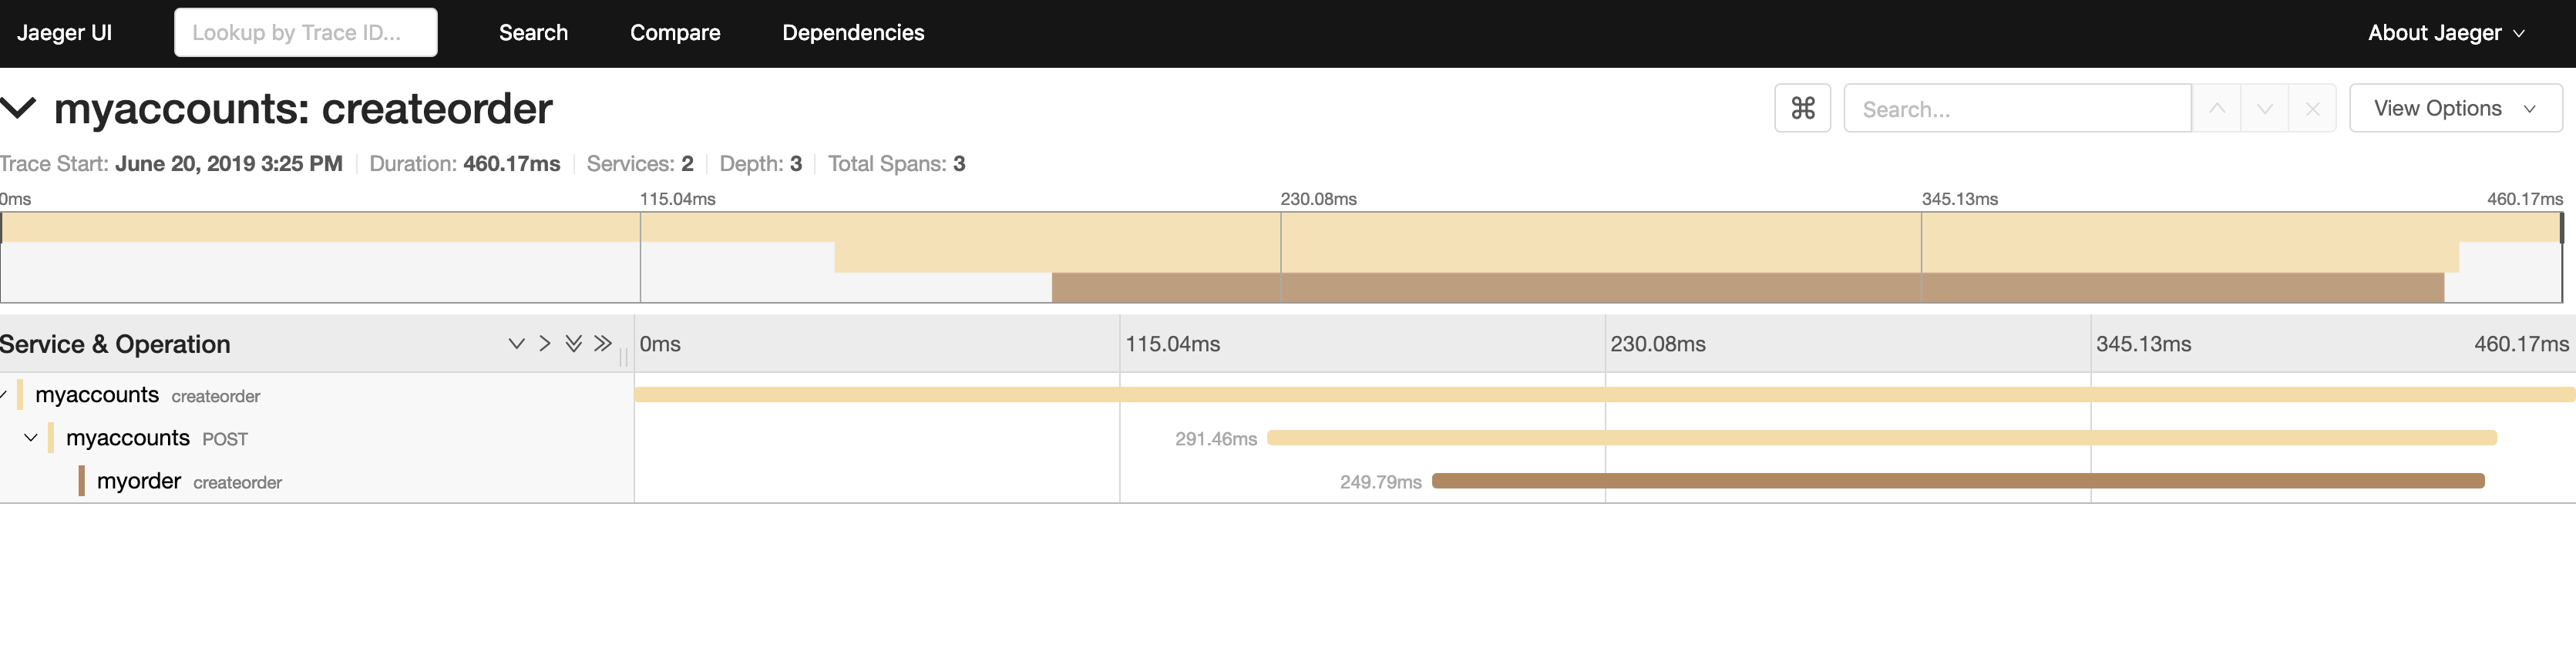 Jaeger UI Lookup by Trace ID... Search Compare Dependencies About Jaeger
myaccounts: createorder ⌘ Search... View Options
Trace Start: June 20, 2019 3:25 PM Duration: 460.17ms Services: 2 Depth: 3 Total Spans: 3
0ms 115.04ms 230.08ms 345.13ms 460.17ms
Service & Operation 0ms 115.04ms 230.08ms 345.13ms 460.17ms
myaccounts createorder
myaccounts POST 291.46ms
myorder createorder 249.79ms